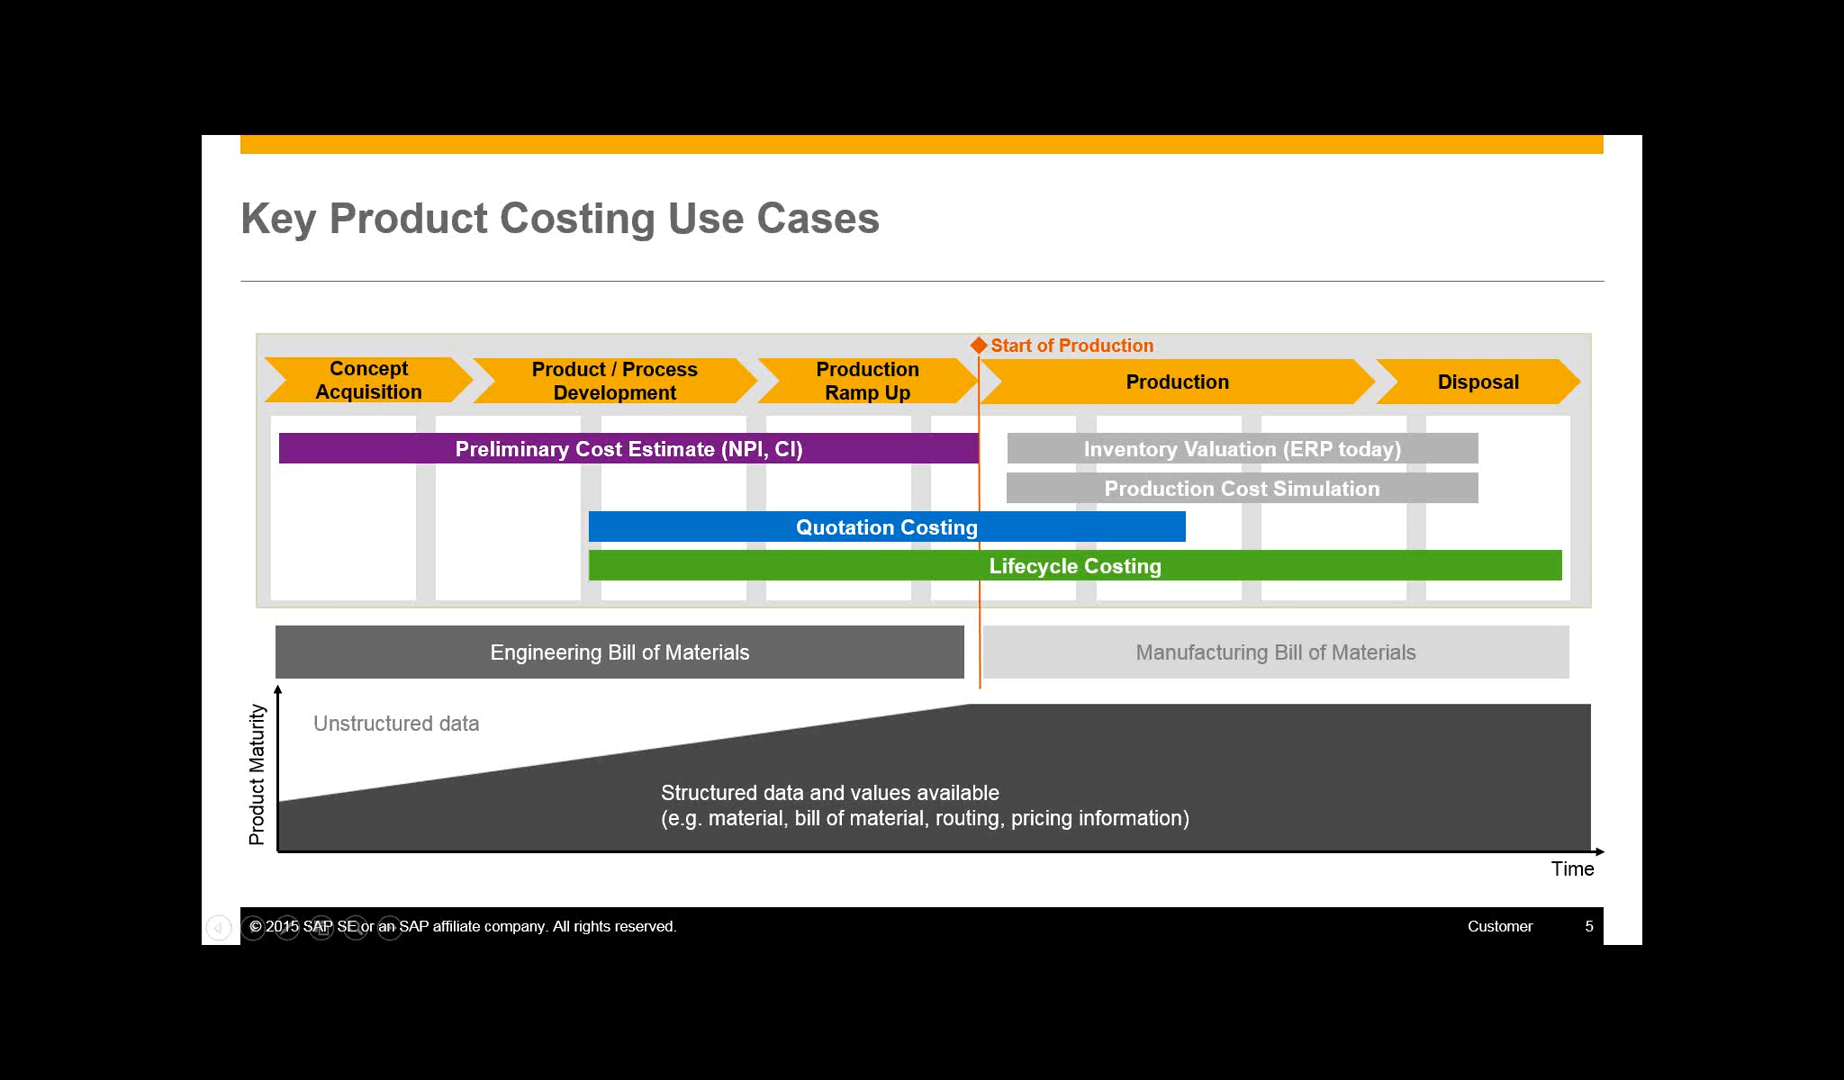 Key Product Costing Use Cases
Start of Production
Concept
Acquisition
Product / Process
Development
Production
Ramp Up
Production
Disposal
Preliminary Cost Estimate (NPI, CI)
Inventory Valuation (ERP today)
Production Cost Simulation
Quotation Costing
Lifecycle Costing
Engineering Bill of Materials
Manufacturing Bill of Materials
Product Maturity
Unstructured data
Structured data and values available
(e.g. material, bill of material, routing, pricing information)
Time
© 2015 SAP SE or an SAP affiliate company. All rights reserved.
Customer
5